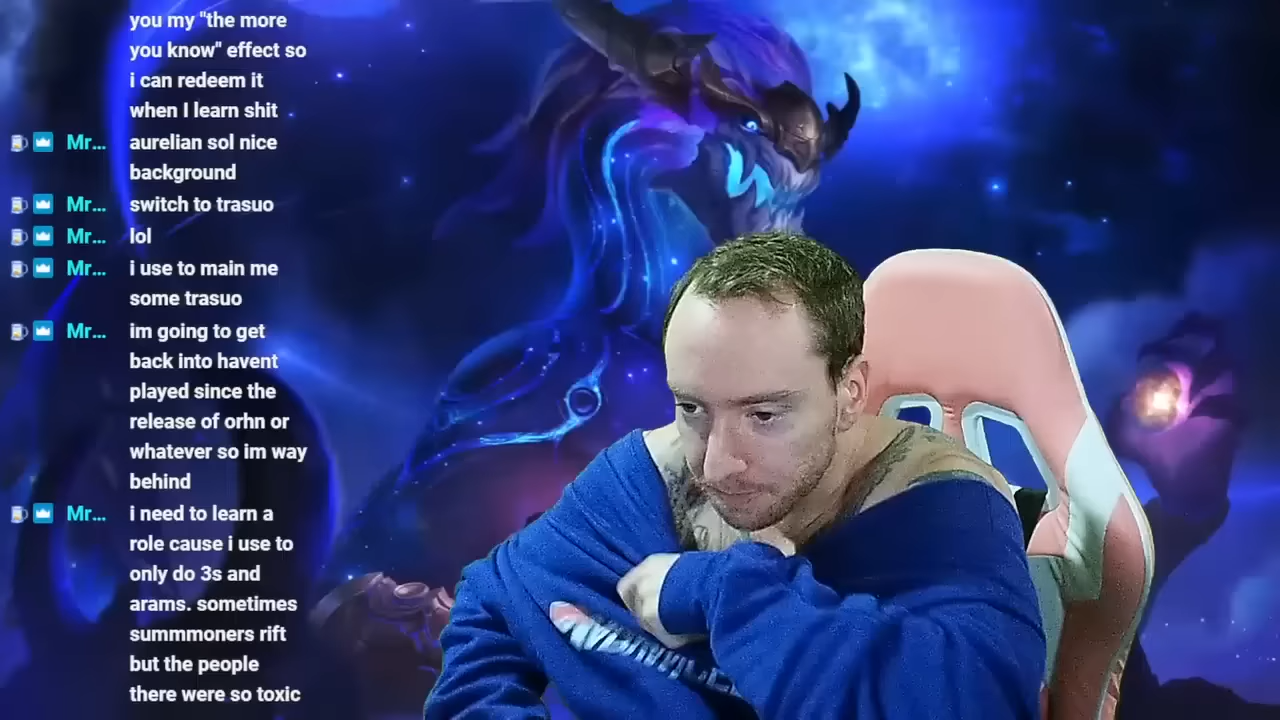 you my "the more
you know" effect so
i can redeem it
when I learn shit
Mr... aurelian sol nice
background
Mr... switch to trasuo
Mr... lol
Mr... i use to main me
some trasuo
Mr... im going to get
back into havent
played since the
release of orhn or
whatever so im way
behind
Mr... i need to learn a
role cause i use to
only do 3s and
arams. sometimes
summmoners rift
but the people
there were so toxic